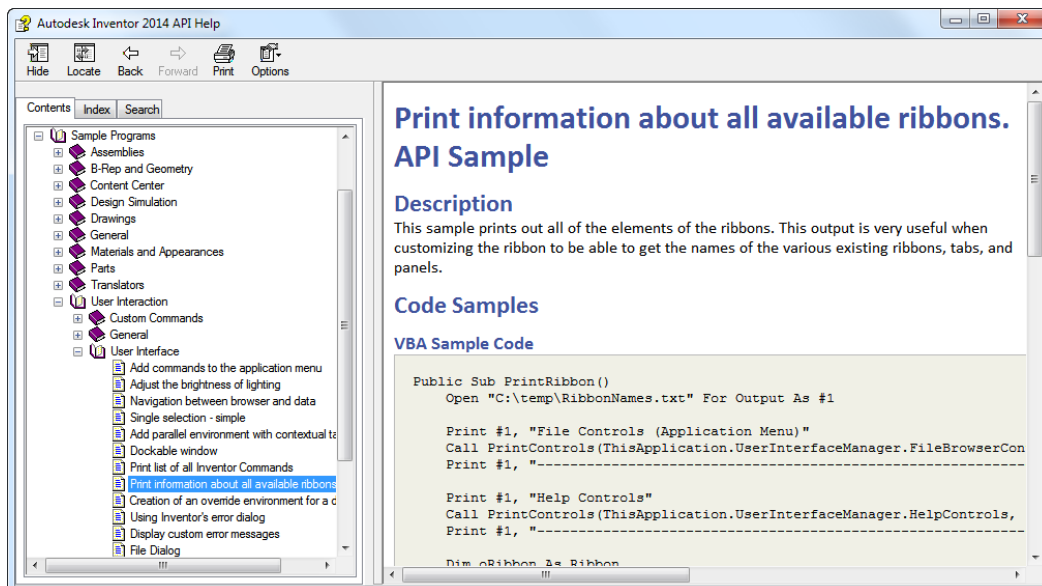 Autodesk Inventor 2014 API Help
Hide Locate Back Forward Print Options
Contents Index Search
Sample Programs
Assemblies
B-Rep and Geometry
Content Center
Design Simulation
Drawings
General
Materials and Appearances
Parts
Translators
User Interaction
Custom Commands
General
User Interface
Add commands to the application menu
Adjust the brightness of lighting
Navigation between browser and data
Single selection - simple
Add parallel environment with contextual ta
Dockable window
Print list of all Inventor Commands
Print information about all available ribbons
Creation of an override environment for a d
Using Inventor's error dialog
Display custom error messages
File Dialog
Print information about all available ribbons.
API Sample
Description
This sample prints out all of the elements of the ribbons. This output is very useful when
customizing the ribbon to be able to get the names of the various existing ribbons, tabs, and
panels.
Code Samples
VBA Sample Code
Public Sub PrintRibbon()
Open "C:\temp\RibbonNames.txt" For Output As #1
Print #1, "File Controls (Application Menu)"
Call PrintControls(ThisApplication.UserInterfaceManager.FileBrowserCon
Print #1, "-----------------------------------------------------
Print #1, "Help Controls"
Call PrintControls(ThisApplication.UserInterfaceManager.HelpControls,
Print #1, "-----------------------------------------------------
Dim oRibbon As Ribbon